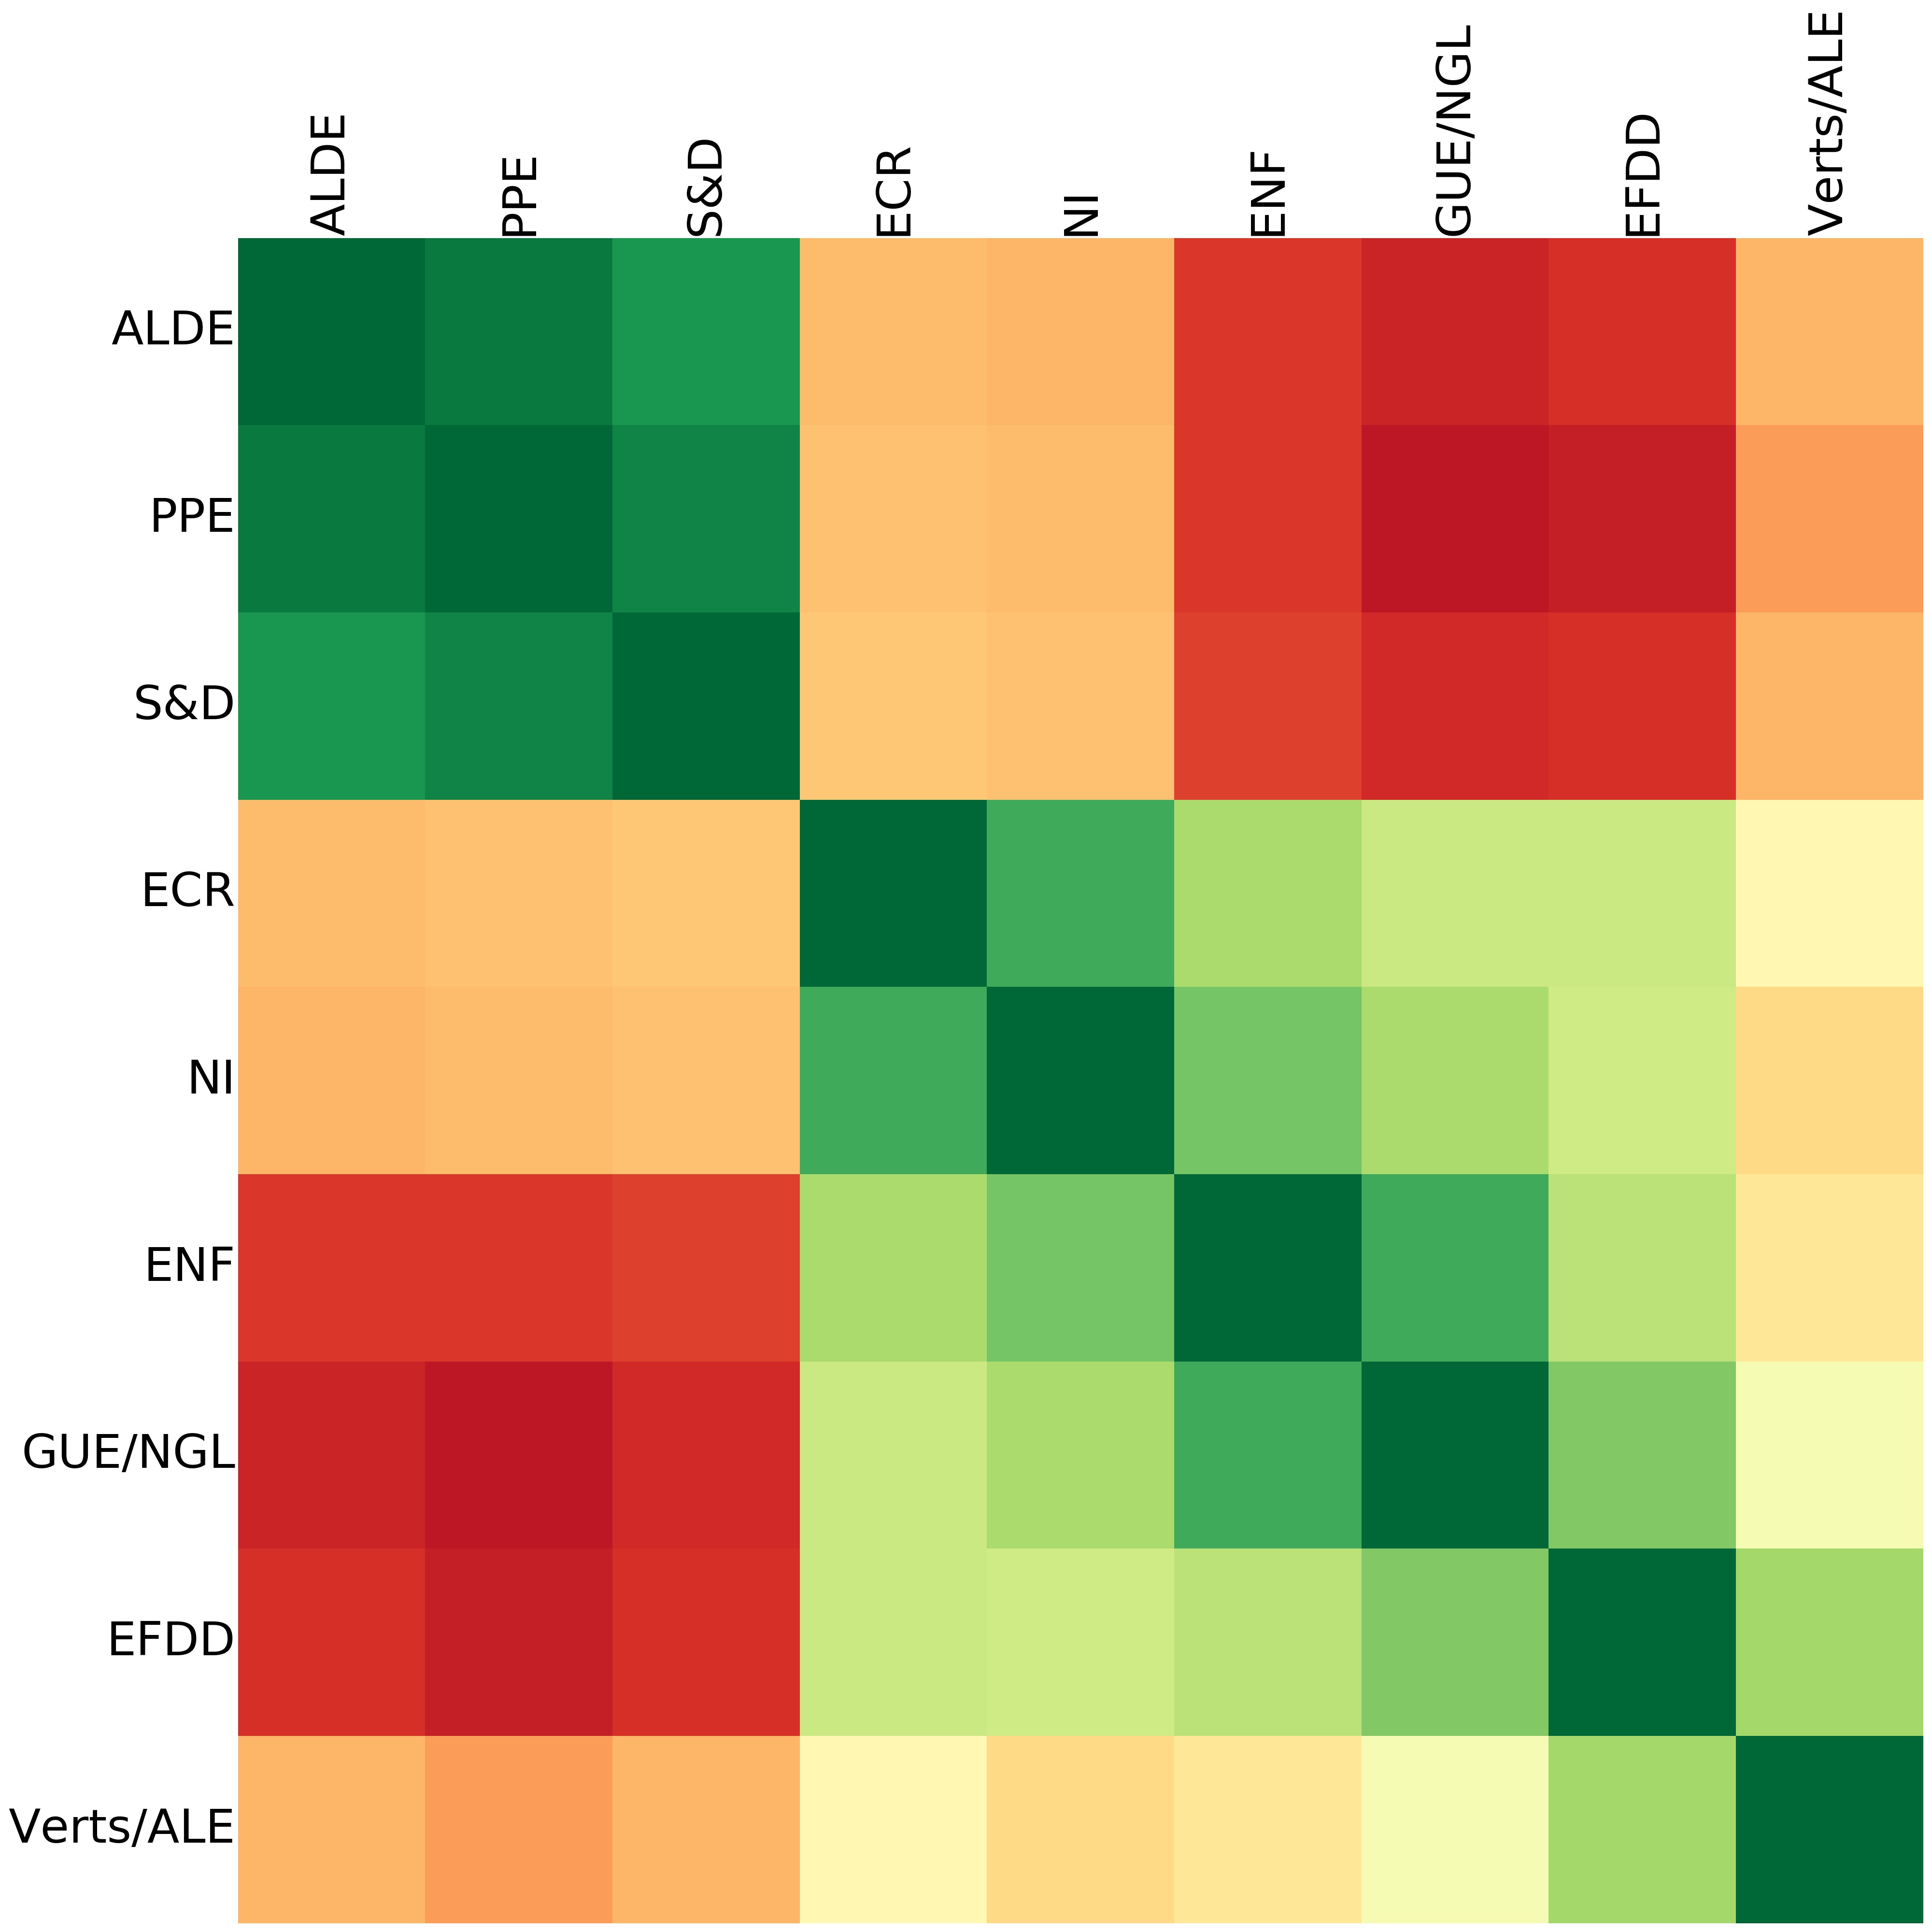 ALDE
PPE
S&D
ECR
NI
ENF
GUE/NGL
EFDD
Verts/ALE
ALDE
PPE
S&D
ECR
NI
ENF
GUE/NGL
EFDD
Verts/ALE